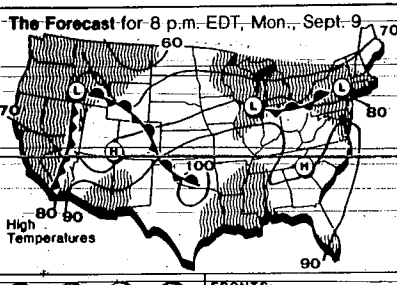 The Forecast for 8 p.m. EDT, Mon., Sept. 9
60
70
L
L
70
L
80
H
100
H
80 90
High
Temperatures
90
FRONTS